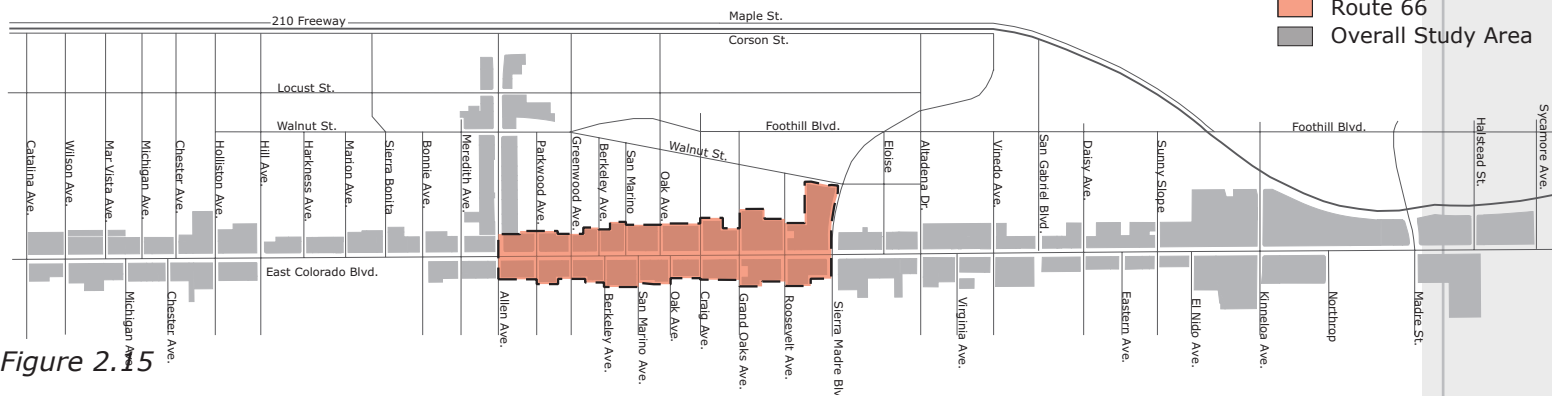 Route 66
Overall Study Area
210 Freeway
Maple St.
Corson St.
Locust St.
Walnut St.
Foothill Blvd.
Foothill Blvd.
Walnut St.
Catalina Ave.
Wilson Ave.
Mar Vista Ave.
Michigan Ave.
Chester Ave.
Holliston Ave.
Hill Ave.
Harkness Ave.
Marion Ave.
Sierra Bonita
Bonnie Ave.
Meredith Ave.
Parkwood Ave.
Greenwood Ave.
Berkeley Ave.
San Marino
Oak Ave.
Eloise
Altadena Dr.
Vinedo Ave.
San Gabriel Blvd.
Daisy Ave.
Sunny Slope
Halstead St.
Sycamore Ave.
East Colorado Blvd.
Michigan Ave.
Chester Ave.
Allen Ave.
Berkeley Ave.
San Marino Ave.
Oak Ave.
Craig Ave.
Grand Oaks Ave.
Roosevelt Ave.
Sierra Madre Blv
Virginia Ave.
Eastern Ave.
El Nido Ave.
Kinneloa Ave.
Northrop
Madre St.
Figure 2.15